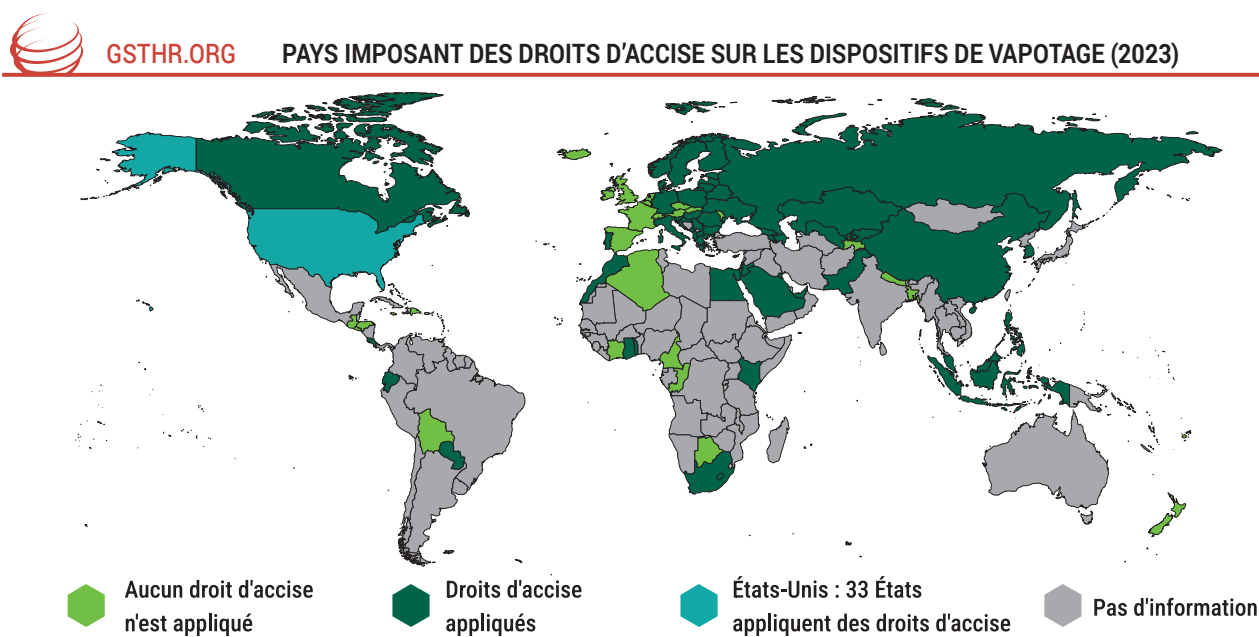 GSTHR.ORG
PAYS IMPOSANT DES DROITS D'ACCISE SUR LES DISPOSITIFS DE VAPOTAGE (2023)
Aucun droit d'accise
n'est appliqué
Droits d'accise
appliqués
États-Unis : 33 États
appliquent des droits d'accise
Pas d'information